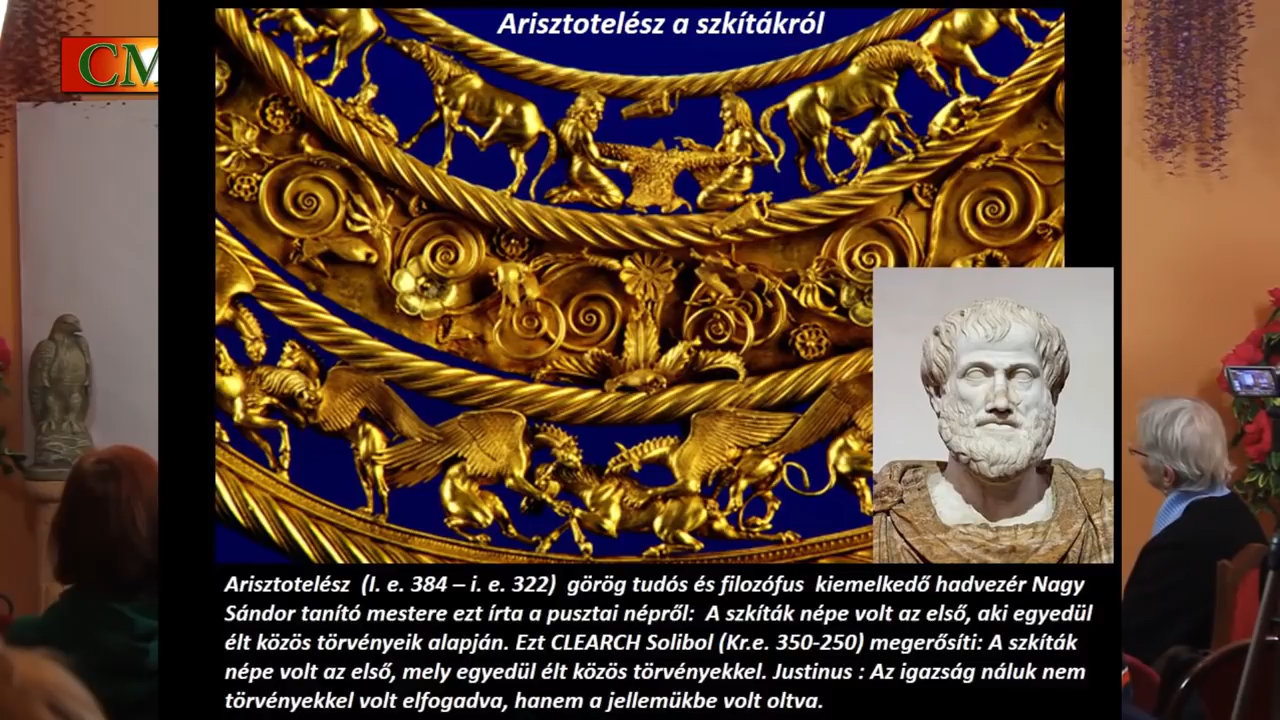 Arisztotelész a szkítákról
CM
Arisztotelész (I. e. 384 – i. e. 322) görög tudós és filozófus kiemelkedő hadvezér Nagy
Sándor tanító mestere ezt írta a pusztai népről: A szkíták népe volt az első, aki egyedül
élt közös törvényeik alapján. Ezt CLEARCH Solibol (Kr.e. 350-250) megerősíti: A szkíták
népe volt az első, mely egyedül élt közös törvényekkel. Justinus : Az igazság náluk nem
törvényekkel volt elfogadva, hanem a jellemükbe volt oltva.